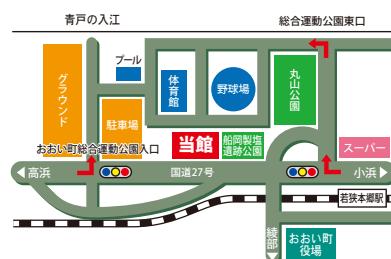 青戸の入江
総合運動公園東口
プール
グラウンド
体育館
野球場
丸山公園
駐車場
おおい町総合運動公園入口
当館
船岡製塩
遺跡公園
スーパー
高浜
国道27号
小浜
若狭本郷駅
綾部
おおい町
役場